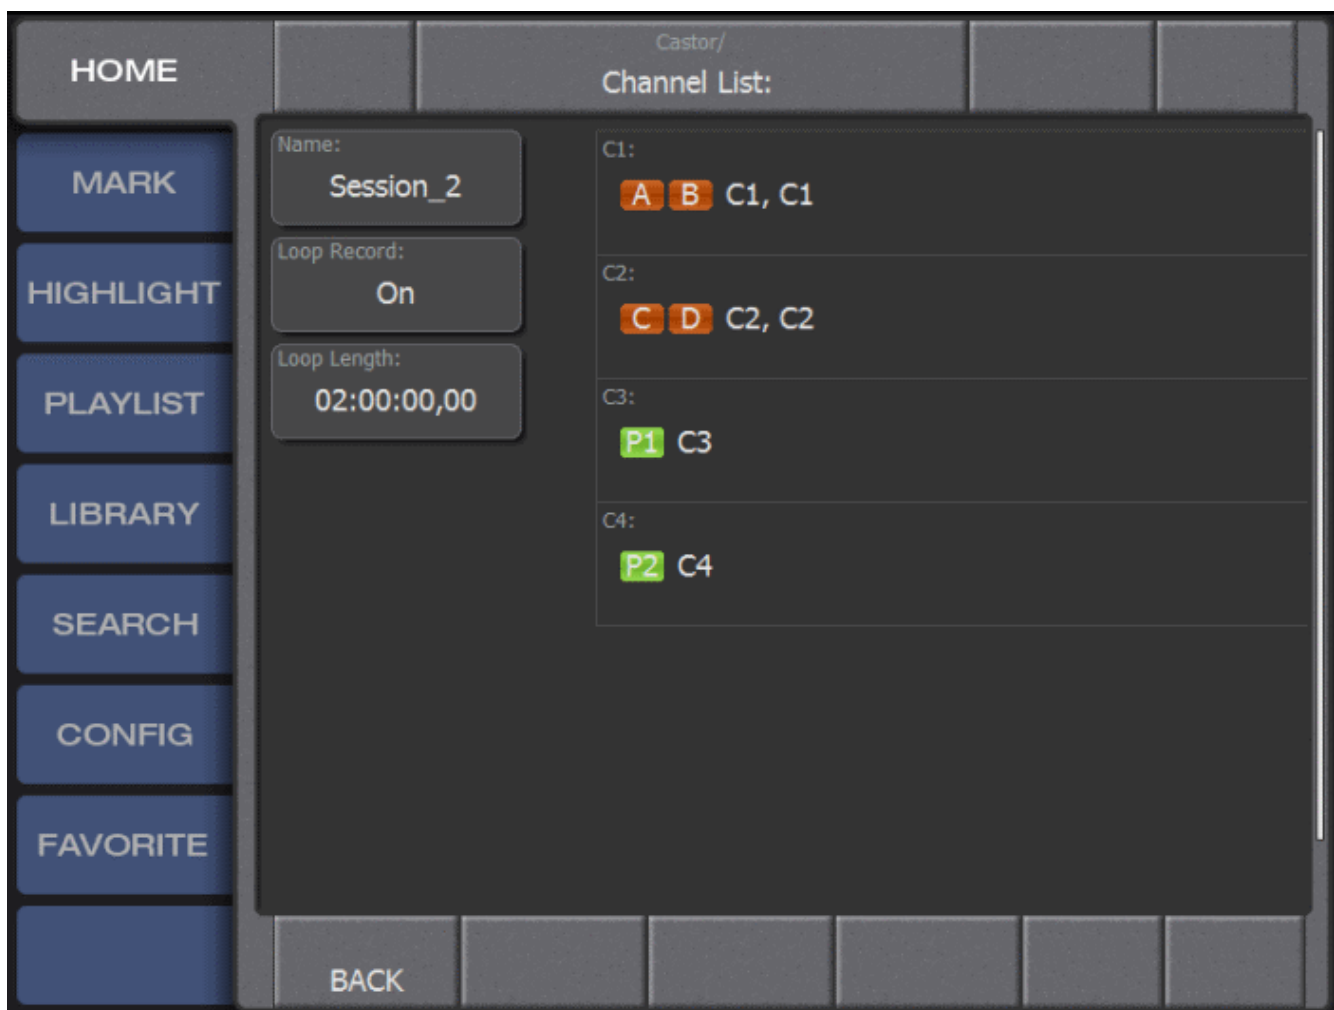 HOME
Castor/
Channel List:
MARK
HIGHLIGHT
PLAYLIST
LIBRARY
SEARCH
CONFIG
FAVORITE
Name:
Session_2
Loop Record:
On
Loop Length:
02:00:00,00
C1:
A B C1, C1
C2:
C D C2, C2
C3:
P1 C3
C4:
P2 C4
BACK